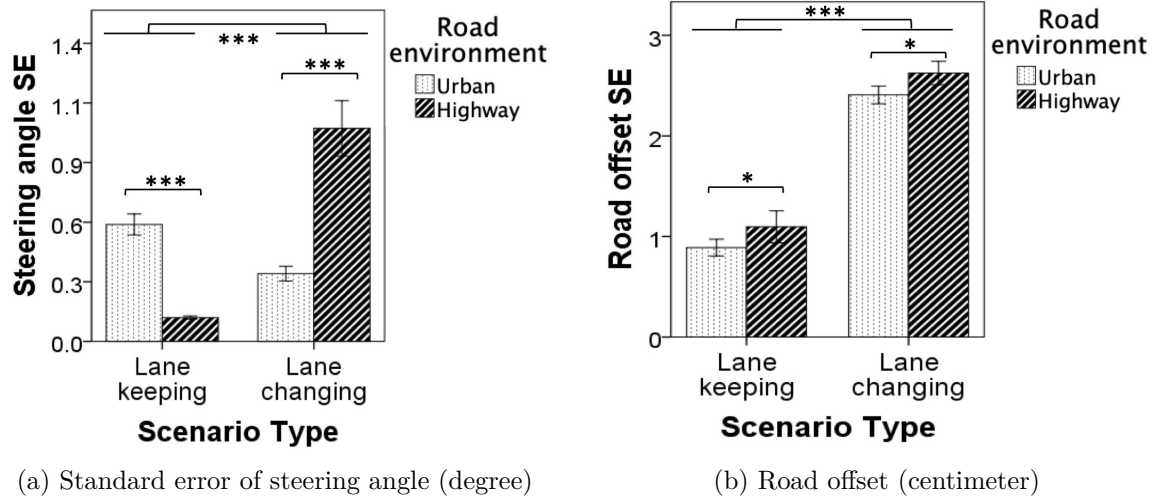 Steering angle SE
1.4
1.1
0.9
0.6
0.3
0.0
***
***
***
Lane keeping
Lane changing
Scenario Type
Road environment
Urban
Highway
(a) Standard error of steering angle (degree)
Road offset SE
3
2
1
0
***
*
*
Lane keeping
Lane changing
Scenario Type
Road environment
Urban
Highway
(b) Road offset (centimeter)